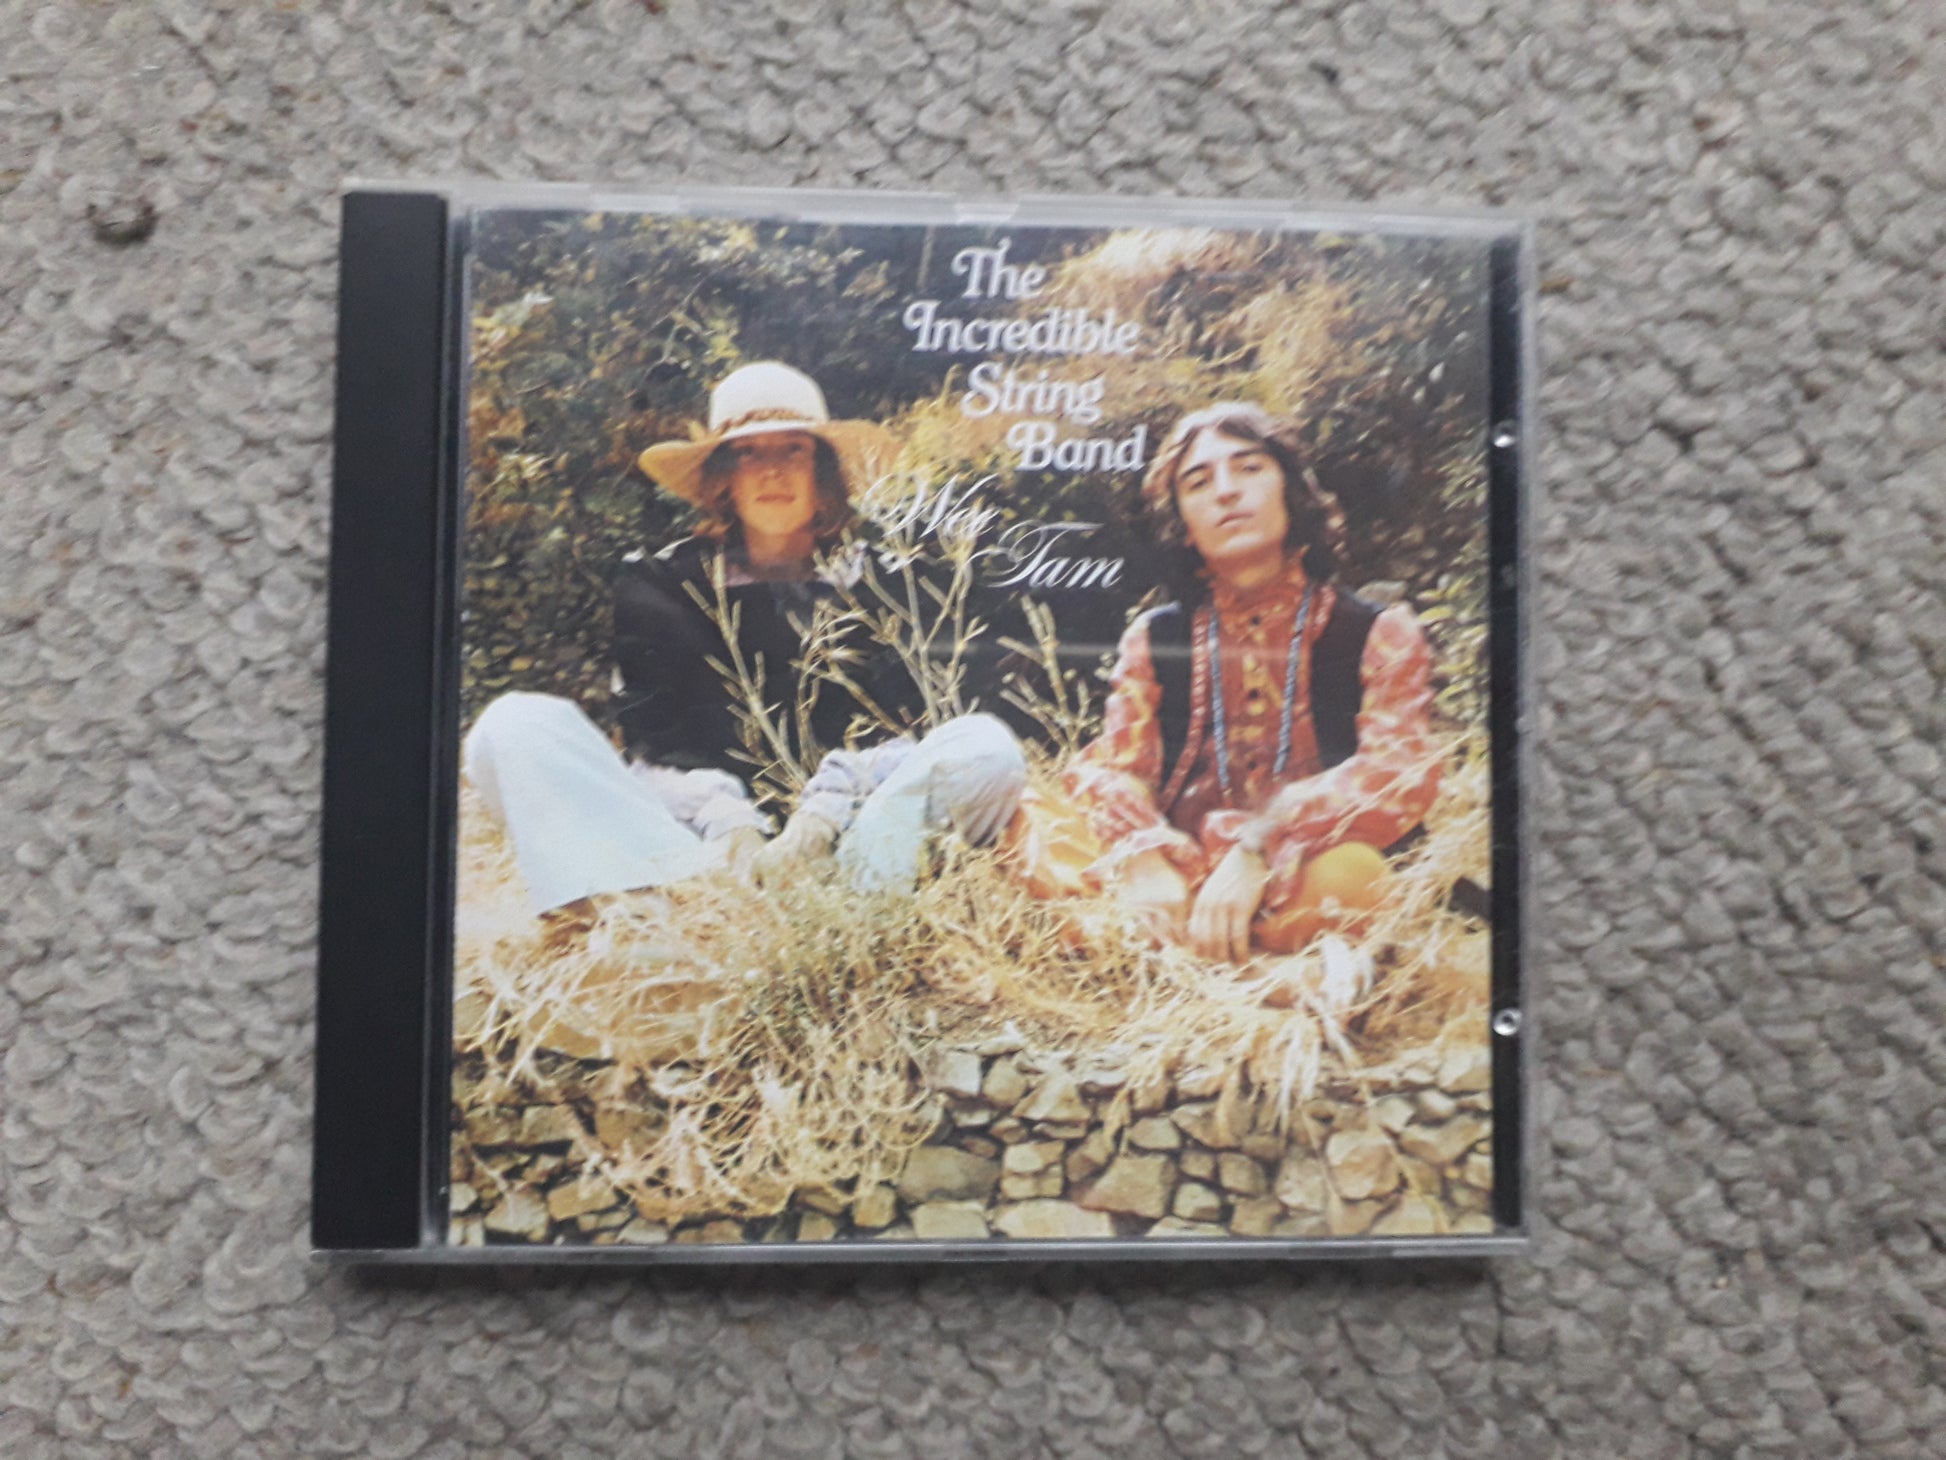 The
Incredible
String
Band
Wee
Tam